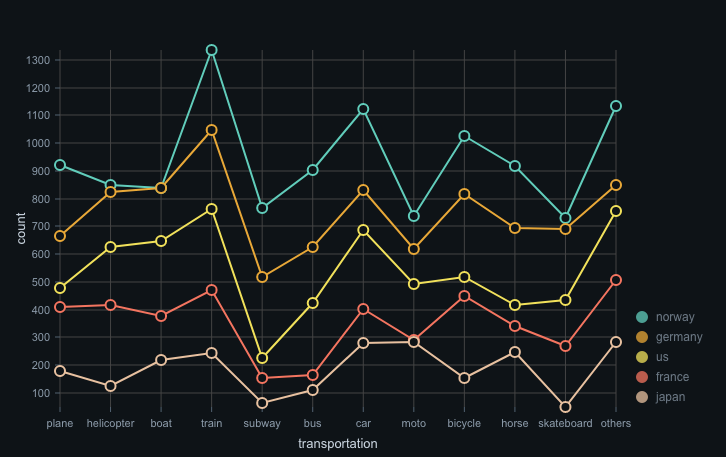 1300
1200
1100
1000
900
800
700
600
500
400
300
200
100
count
plane helicopter boat train subway bus car moto bicycle horse skateboard others
transportation
norway
germany
us
france
japan